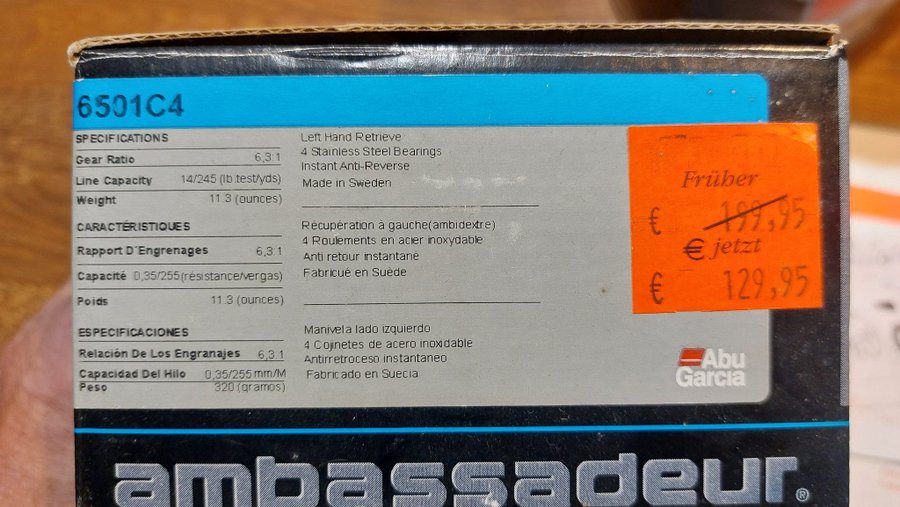 6501C4
SPECIFICATIONS
Gear Ratio 6,3.1
Line Capacity 14/245 (lb.test/yds)
Weight 11.3 (ounces)
Left Hand Retrieve
4 Stainless Steel Bearings
Instant Anti-Reverse
Made in Sweden
CARACTÉRISTIQUES
Rapport D'Engrenages 6,3.1
Capacité 0,35/255(résistance/vergas)
Poids 11.3 (ounces)
Récupération à gauche(ambidextre)
4 Roulements en acier inoxydable
Anti retour instantané
Fabricué en Suède
ESPECIFICACIONES
Relación De Los Engranajes 6,3.1
Capacidad Del Hilo 0,35/255 mm/M
Peso 320 (gramos)
Manivela lado izquierdo
4 Cojinetes de acero inoxidable
Antirretroceso instantaneo
Fabricado en Suecia
Früher
€ 199,95
€ jetzt
€ 129,95
Abu
Garcia
ambassadeur®